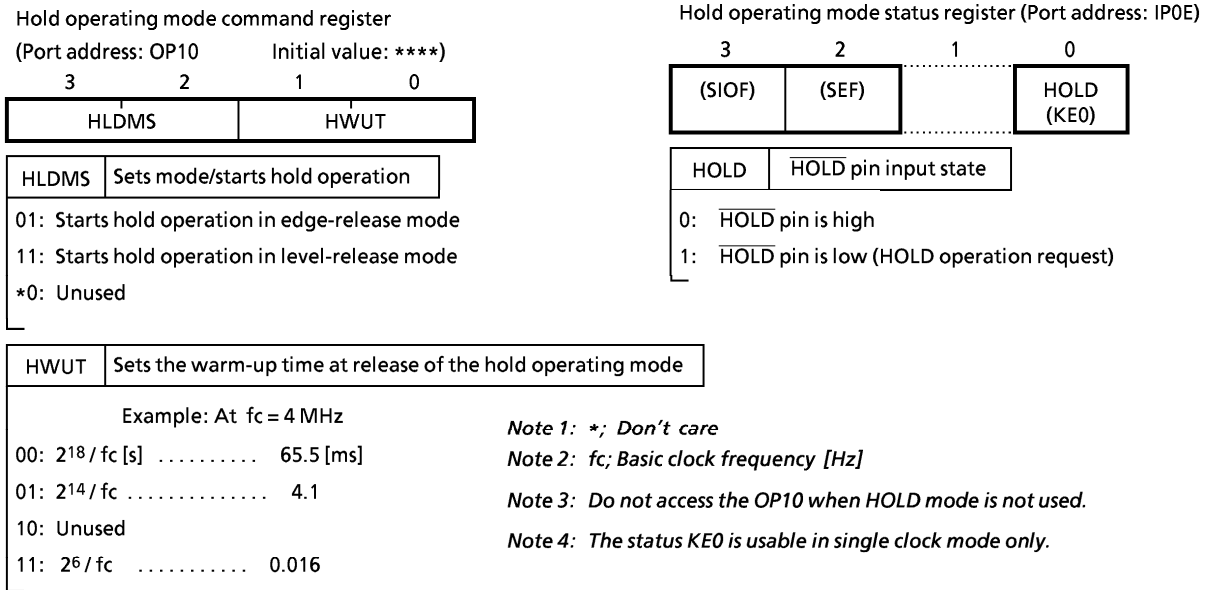 Hold operating mode command register
(Port address: OP10 Initial value: ****)
3 2 1 0
HLDMS HWUT
HLDMS Sets mode/starts hold operation
01: Starts hold operation in edge-release mode
11: Starts hold operation in level-release mode
*0: Unused
Hold operating mode status register (Port address: IP0E)
3 2 1 0
(SIOF) (SEF) HOLD
(KE0)
HOLD HOLD pin input state
0: HOLD pin is high
1: HOLD pin is low (HOLD operation request)
HWUT Sets the warm-up time at release of the hold operating mode
Example: At fc = 4 MHz
00: 2¹⁸ / fc [s] .......... 65.5 [ms]
01: 2¹⁴ / fc .............. 4.1
10: Unused
11: 2⁶ / fc ........... 0.016
Note 1: *; Don't care
Note 2: fc; Basic clock frequency [Hz]
Note 3: Do not access the OP10 when HOLD mode is not used.
Note 4: The status KE0 is usable in single clock mode only.